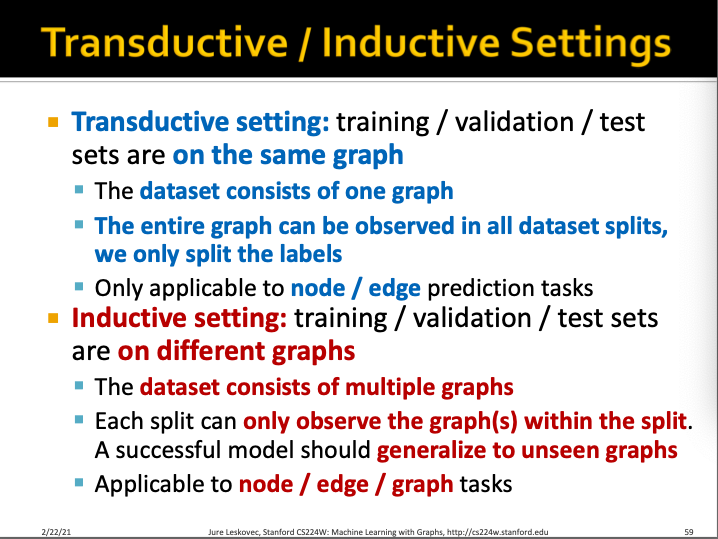 Transductive / Inductive Settings
Transductive setting: training / validation / test
sets are on the same graph
The dataset consists of one graph
The entire graph can be observed in all dataset splits,
we only split the labels
Only applicable to node / edge prediction tasks
Inductive setting: training / validation / test sets
are on different graphs
The dataset consists of multiple graphs
Each split can only observe the graph(s) within the split.
A successful model should generalize to unseen graphs
Applicable to node / edge / graph tasks
2/22/21 Jure Leskovec, Stanford CS224W: Machine Learning with Graphs, http://cs224w.stanford.edu 59